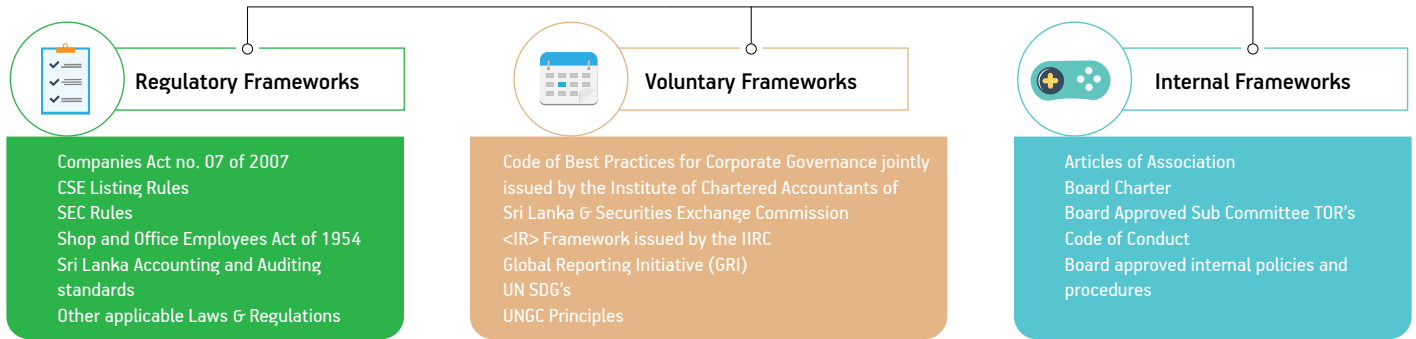 Regulatory Frameworks
Companies Act no. 07 of 2007
CSE Listing Rules
SEC Rules
Shop and Office Employees Act of 1954
Sri Lanka Accounting and Auditing
standards
Other applicable Laws & Regulations
Voluntary Frameworks
Code of Best Practices for Corporate Governance jointly
issued by the Institute of Chartered Accountants of
Sri Lanka & Securities Exchange Commission
<IR> Framework issued by the IIRC
Global Reporting Initiative (GRI)
UN SDG's
UNGC Principles
Internal Frameworks
Articles of Association
Board Charter
Board Approved Sub Committee TOR's
Code of Conduct
Board approved internal policies and
procedures